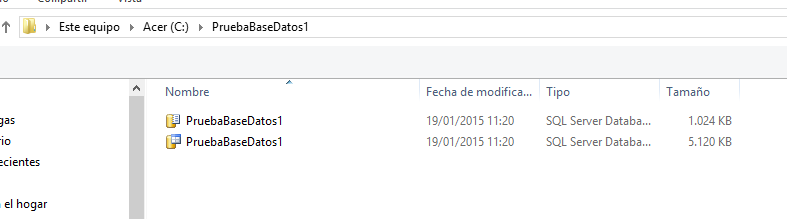 Compartir Vista
Este equipo Acer (C:) PruebaBaseDatos1
Nombre Fecha de modifica... Tipo Tamaño
gas PruebaBaseDatos1 19/01/2015 11:20 SQL Server Databa... 1.024 KB
rio PruebaBaseDatos1 19/01/2015 11:20 SQL Server Databa... 5.120 KB
ecientes
el hogar